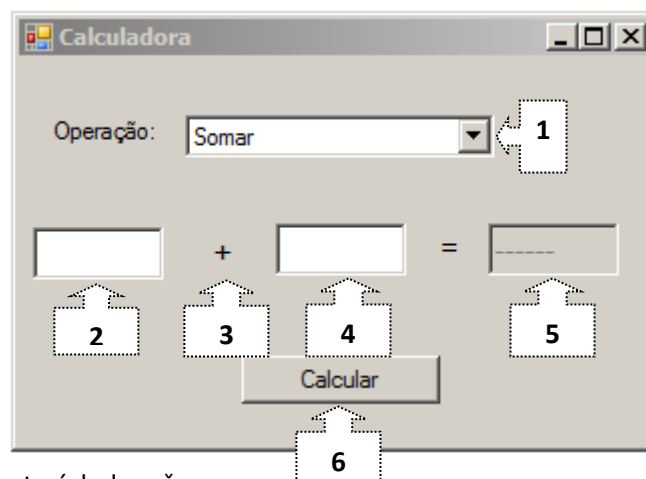 Calculadora
Operação: Somar 1
+ = ------
2 3 4 5
Calcular
6